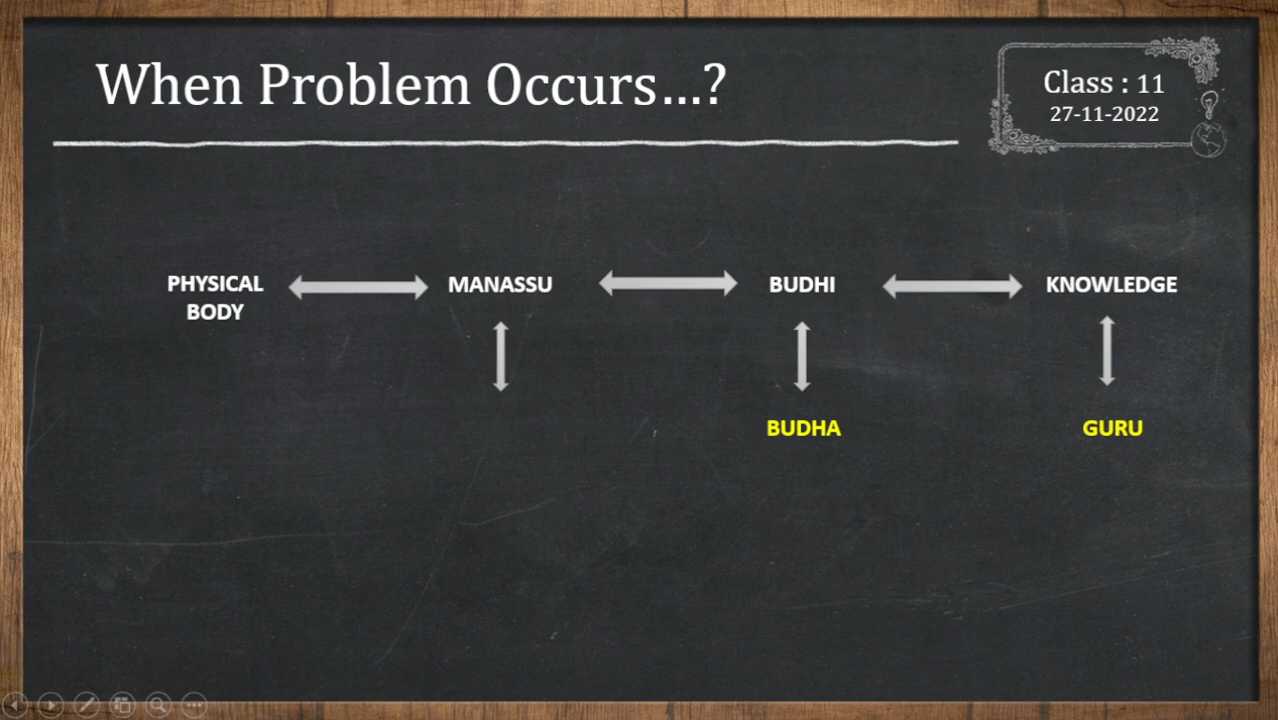 When Problem Occurs...?
Class : 11
27-11-2022
PHYSICAL
BODY
MANASSU
BUDHI
KNOWLEDGE
BUDHA
GURU